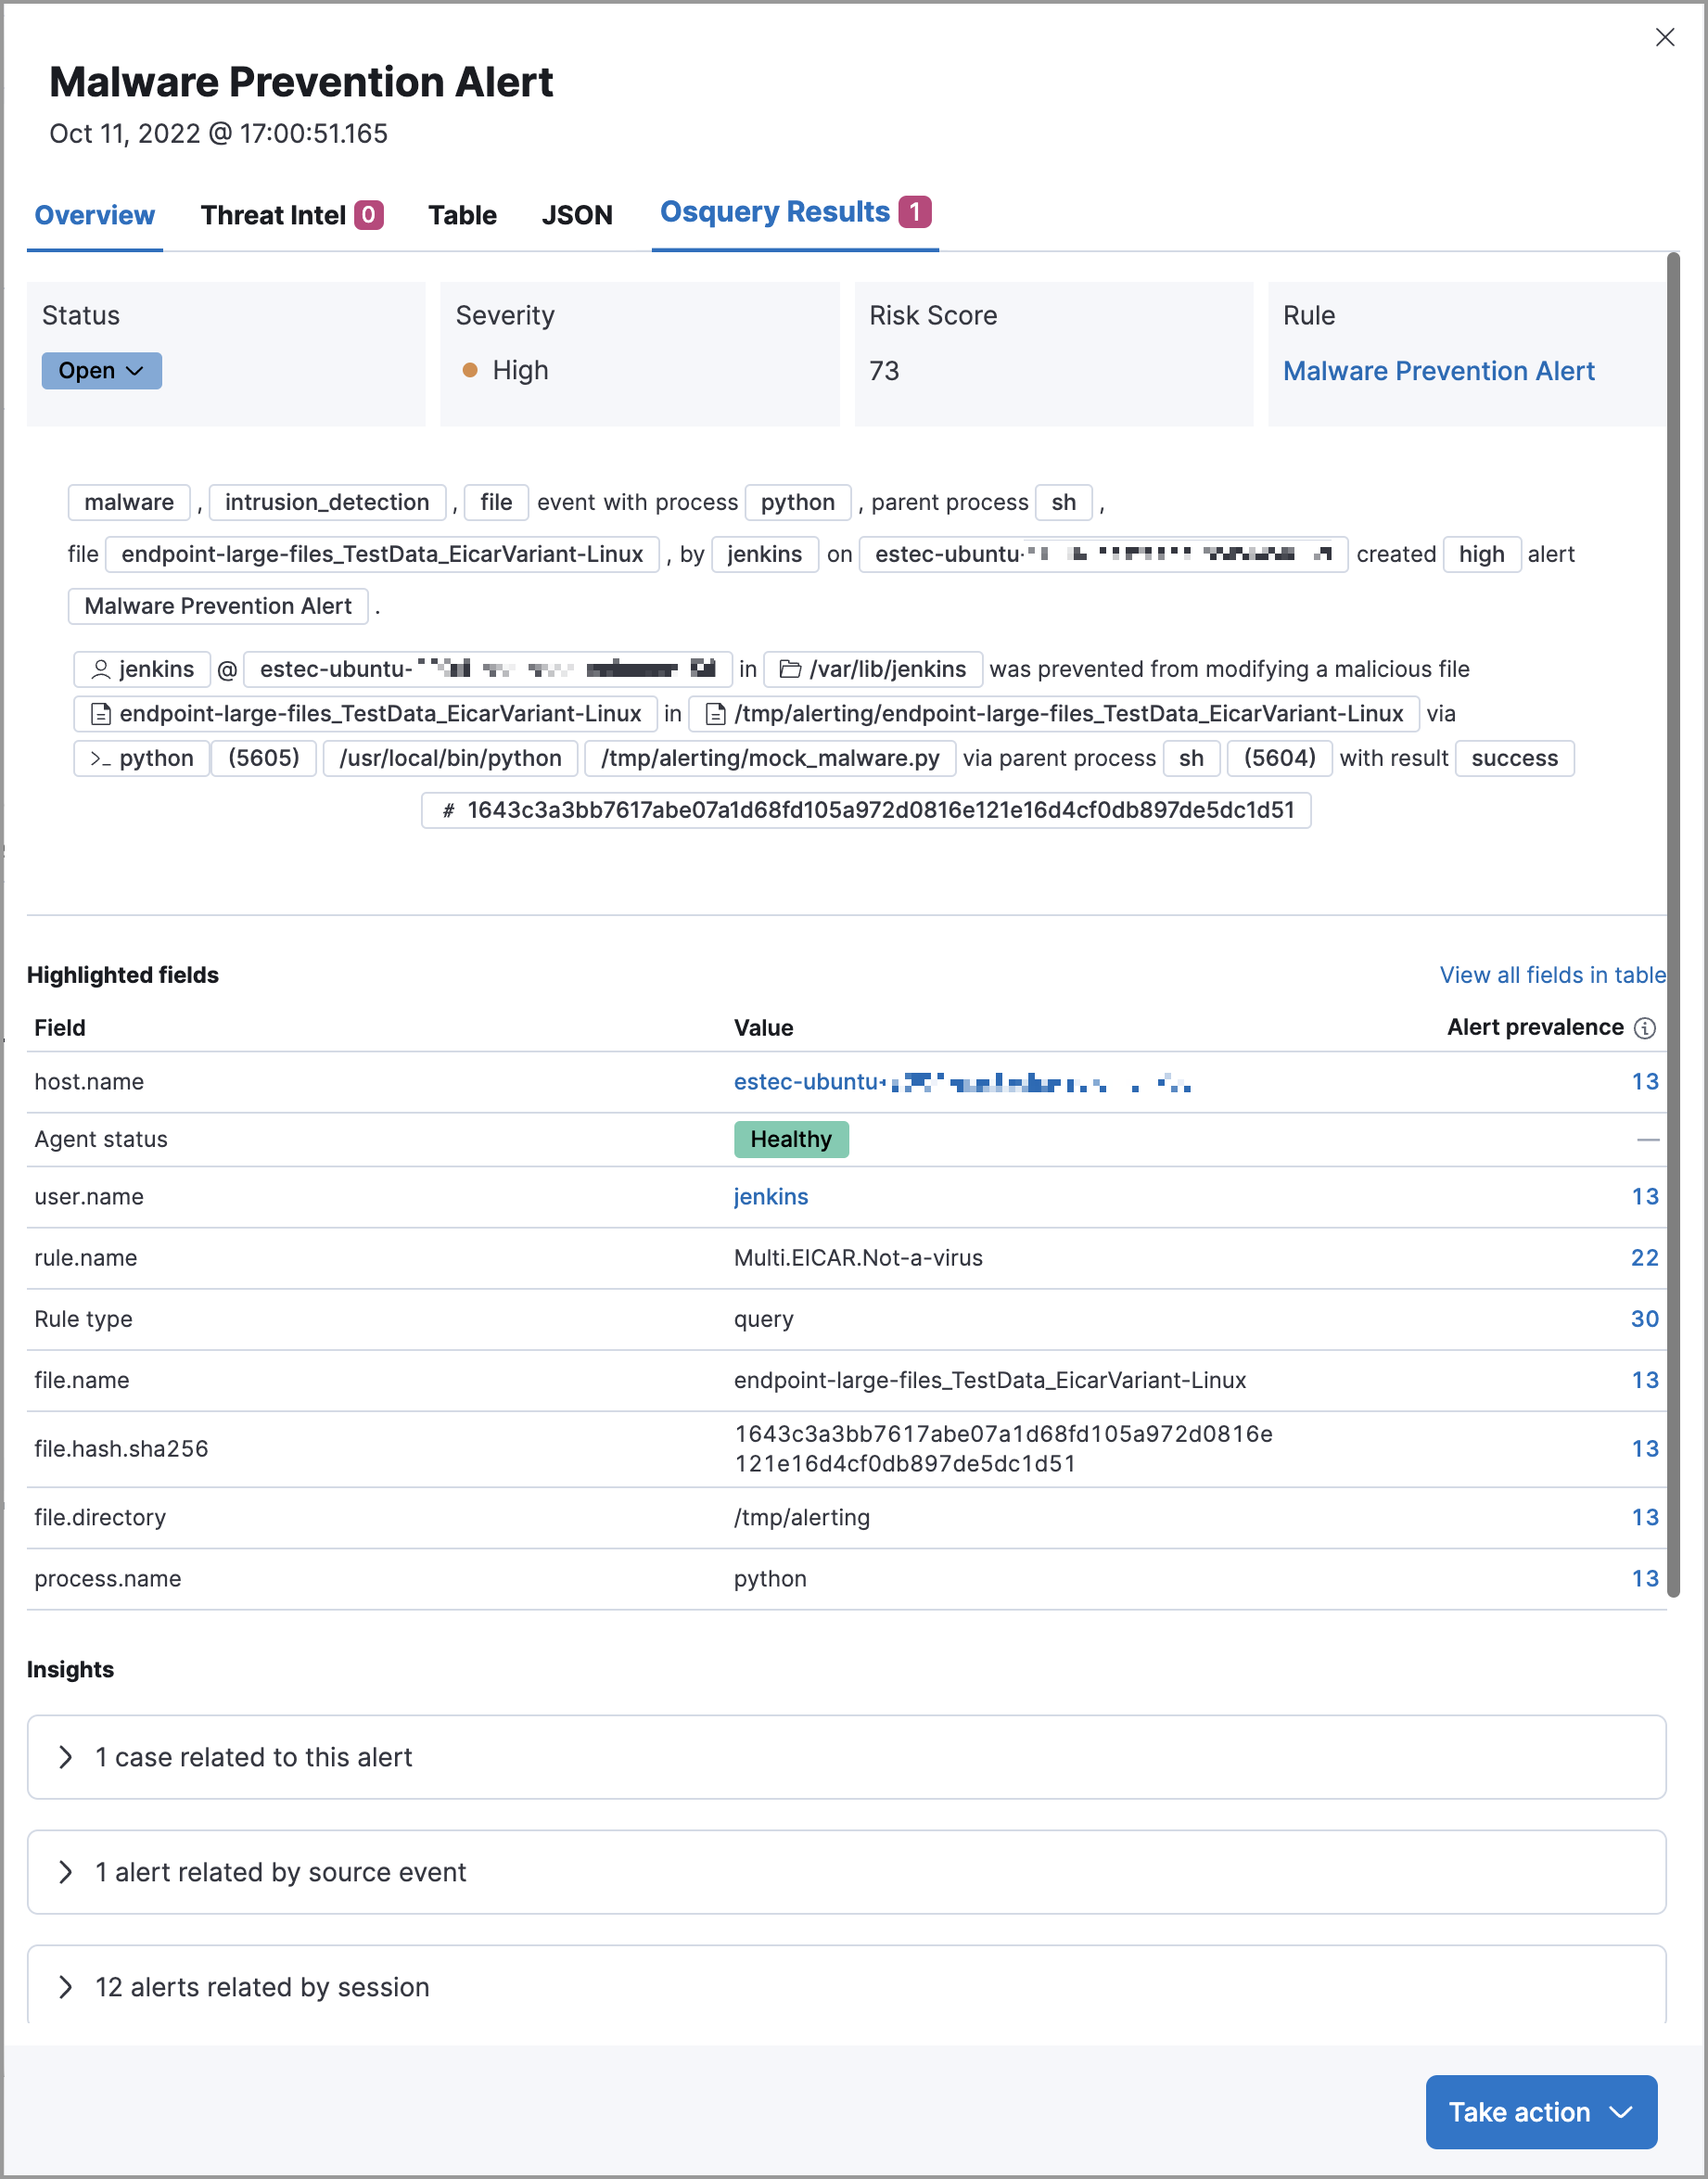 Malware Prevention Alert
Oct 11, 2022 @ 17:00:51.165
Overview Threat Intel 0 Table JSON Osquery Results 1
Status Severity Risk Score Rule
Open High 73 Malware Prevention Alert
malware , intrusion_detection , file event with process python , parent process sh ,
file endpoint-large-files_TestData_EicarVariant-Linux , by jenkins on estec-ubuntu- created high alert
Malware Prevention Alert .
jenkins @ estec-ubuntu- in /var/lib/jenkins was prevented from modifying a malicious file
endpoint-large-files_TestData_EicarVariant-Linux in /tmp/alerting/endpoint-large-files_TestData_EicarVariant-Linux via
>_ python (5605) /usr/local/bin/python /tmp/alerting/mock_malware.py via parent process sh (5604) with result success
# 1643c3a3bb7617abe07a1d68fd105a972d0816e121e16d4cf0db897de5dc1d51
Highlighted fields View all fields in table
Field Value Alert prevalence
host.name estec-ubuntu- 13
Agent status Healthy —
user.name jenkins 13
rule.name Multi.EICAR.Not-a-virus 22
Rule type query 30
file.name endpoint-large-files_TestData_EicarVariant-Linux 13
file.hash.sha256 1643c3a3bb7617abe07a1d68fd105a972d0816e 13
121e16d4cf0db897de5dc1d51
file.directory /tmp/alerting 13
process.name python 13
Insights
1 case related to this alert
1 alert related by source event
12 alerts related by session
Take action